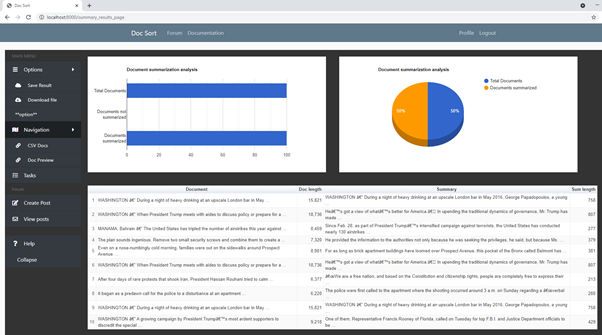 Doc Sort
localhost:8000/summary_results_page
Doc Sort Forum Documentation Profile Logout
MAIN MENU
Options
Save Result
Download file
**option**
Navigation
CSV Docs
Doc Preview
Tasks
FORUM
Create Post
View posts
Help
Collapse
Document summarization analysis
Total Documents
Documents not
summarized
Documents
summarized
0 20 40 60 80 100
Document summarization analysis
50% 50%
Total Documents
Documents summarized
Document Doc length Summary Sum length
1 WASHINGTON â€" During a night of heavy drinking at an upscale London bar in May ... 15,821 WASHINGTON â€" During a night of heavy drinking at an upscale London bar in May 2016, George Papadopoulos, a young ... 758
2 WASHINGTON â€" When President Trump meets with aides to discuss policy or prepare for a ... 18,736 Heâ€™s got a view of whatâ€™s better for America.â€ In upending the traditional dynamics of governance, Mr. Trump has made ... 807
3 MANAMA, Bahrain â€" The United States has tripled the number of airstrikes this year against ... 8,459 Since Feb. 28, as part of President Trumpâ€™s intensified campaign against terrorists, the United States has conducted nearly 130 airstrikes ... 277
4 The plan sounds ingenious. Remove two small security screens and combine them to create a ... 7,320 He provided the information to the authorities not only because he was seeking the privileges, he said, but because Ms. ... 379
5 Even on a nose-numbingly cold morning, families were out on the sidewalks around Prospect Avenue ... 8,981 For as long as brick apartment buildings have loomed over Prospect Avenue, this pocket of the Bronx called Belmont has ... 381
6 WASHINGTON â€" When President Trump meets with aides to discuss policy or prepare for a ... 18,736 Heâ€™s got a view of whatâ€™s better for America.â€ In upending the traditional dynamics of governance, Mr. Trump has made ... 807
7 After four days of rare protests that shook Iran, President Hassan Rouhani tried to calm ... 6,377 â€œWe are a free nation, and based on the Constitution and citizenship rights, people are completely free to express their ... 213
8 It began as a predawn call for the police to a disturbance at an apartment ... 6,220 The police were first called to the apartment where the shooting occurred around 3 a.m. on Sunday regarding a â€œverbal ... 280
9 WASHINGTON â€" During a night of heavy drinking at an upscale London bar in May ... 15,821 WASHINGTON â€" During a night of heavy drinking at an upscale London bar in May 2016, George Papadopoulos, a young ... 758
10 WASHINGTON â€" A growing campaign by President Trumpâ€™s most ardent supporters to discredit the special ... 9,216 One of them, Representative Francis Rooney of Florida, called on Tuesday for top F.B.I. and Justice Department officials to be ... 429